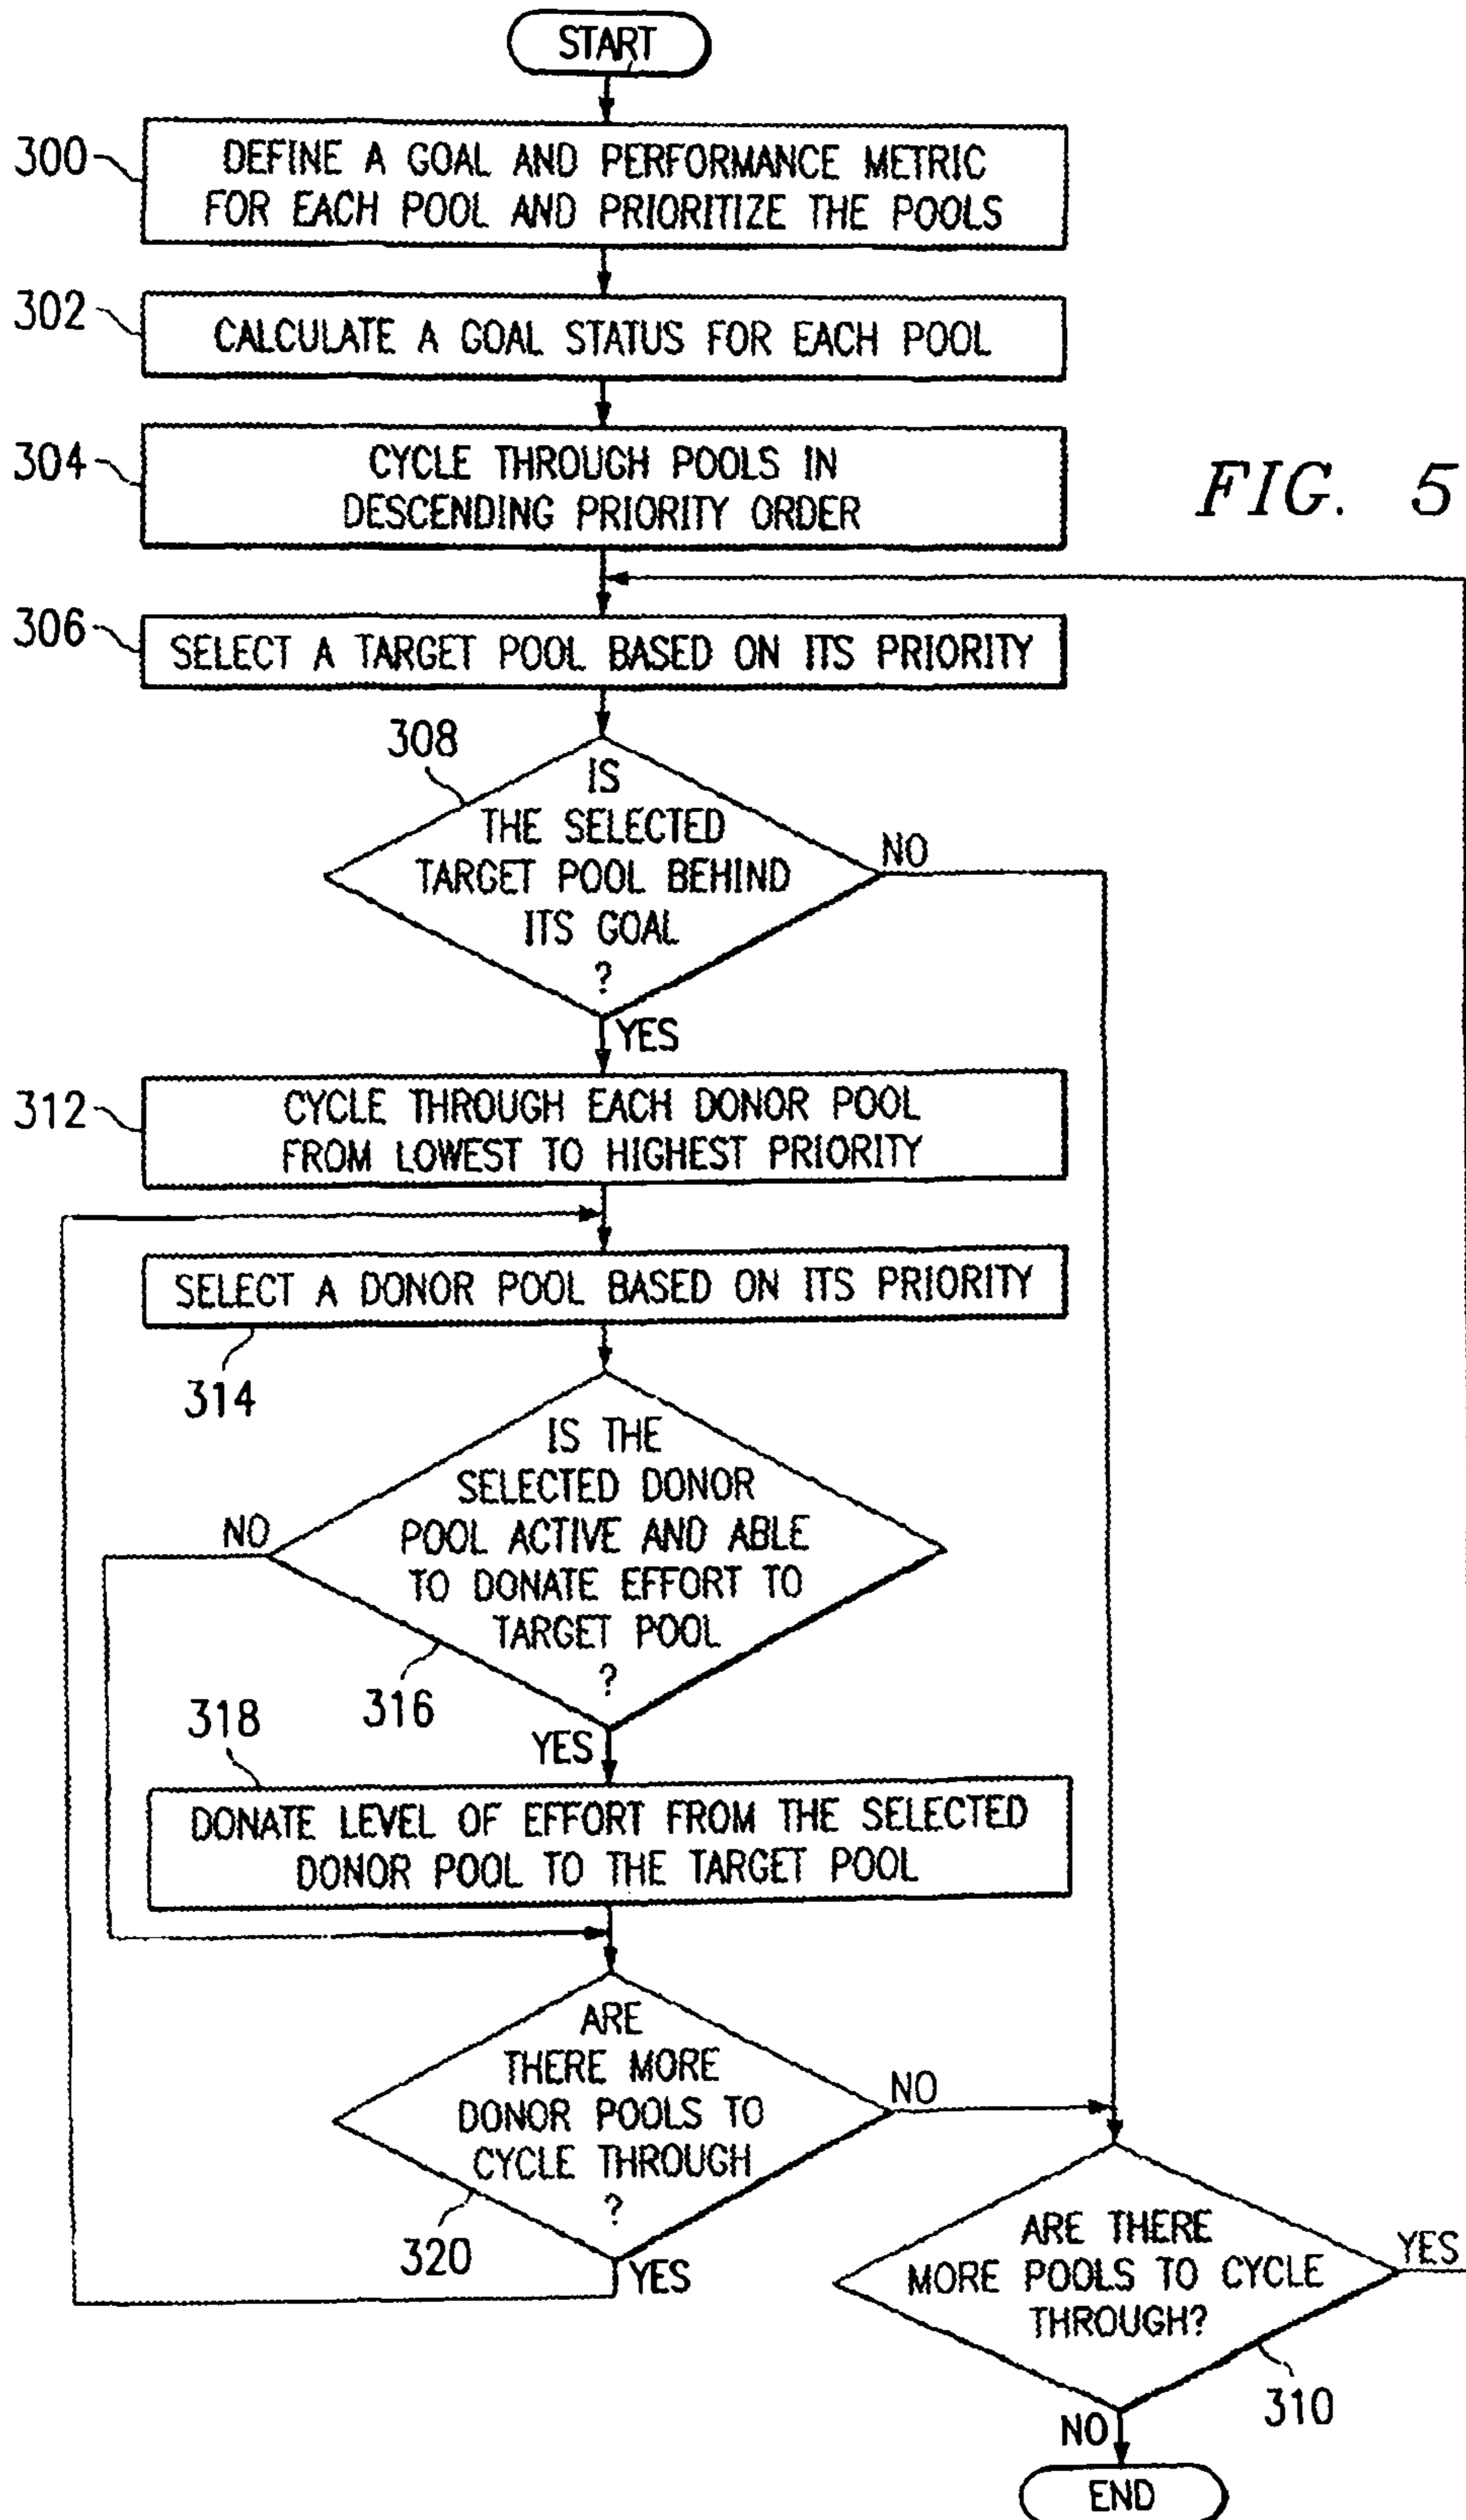 START
300
DEFINE A GOAL AND PERFORMANCE METRIC
FOR EACH POOL AND PRIORITIZE THE POOLS
302
CALCULATE A GOAL STATUS FOR EACH POOL
304
CYCLE THROUGH POOLS IN
DESCENDING PRIORITY ORDER
FIG. 5
306
SELECT A TARGET POOL BASED ON ITS PRIORITY
308
IS
THE SELECTED
TARGET POOL BEHIND
ITS GOAL
?
NO
YES
312
CYCLE THROUGH EACH DONOR POOL
FROM LOWEST TO HIGHEST PRIORITY
SELECT A DONOR POOL BASED ON ITS PRIORITY
314
IS THE
SELECTED DONOR
POOL ACTIVE AND ABLE
TO DONATE EFFORT TO
TARGET POOL
?
NO
316
YES
318
DONATE LEVEL OF EFFORT FROM THE SELECTED
DONOR POOL TO THE TARGET POOL
ARE
THERE MORE
DONOR POOLS TO
CYCLE THROUGH
?
NO
320
YES
ARE THERE
MORE POOLS TO CYCLE
THROUGH?
YES
310
NO
END